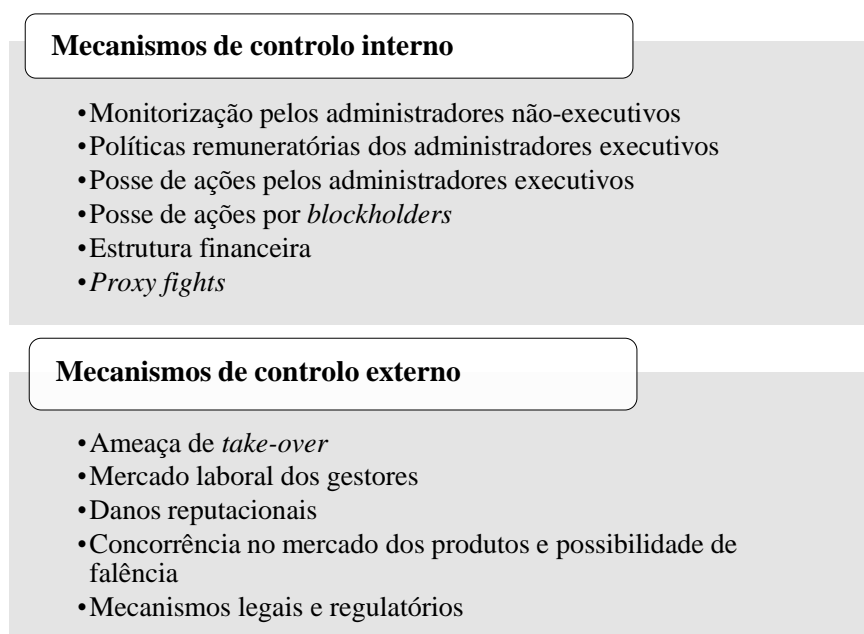 Mecanismos de controlo interno
•Monitorização pelos administradores não-executivos
•Políticas remuneratórias dos administradores executivos
•Posse de ações pelos administradores executivos
•Posse de ações por blockholders
•Estrutura financeira
•Proxy fights
Mecanismos de controlo externo
•Ameaça de take-over
•Mercado laboral dos gestores
•Danos reputacionais
•Concorrência no mercado dos produtos e possibilidade de
falência
•Mecanismos legais e regulatórios